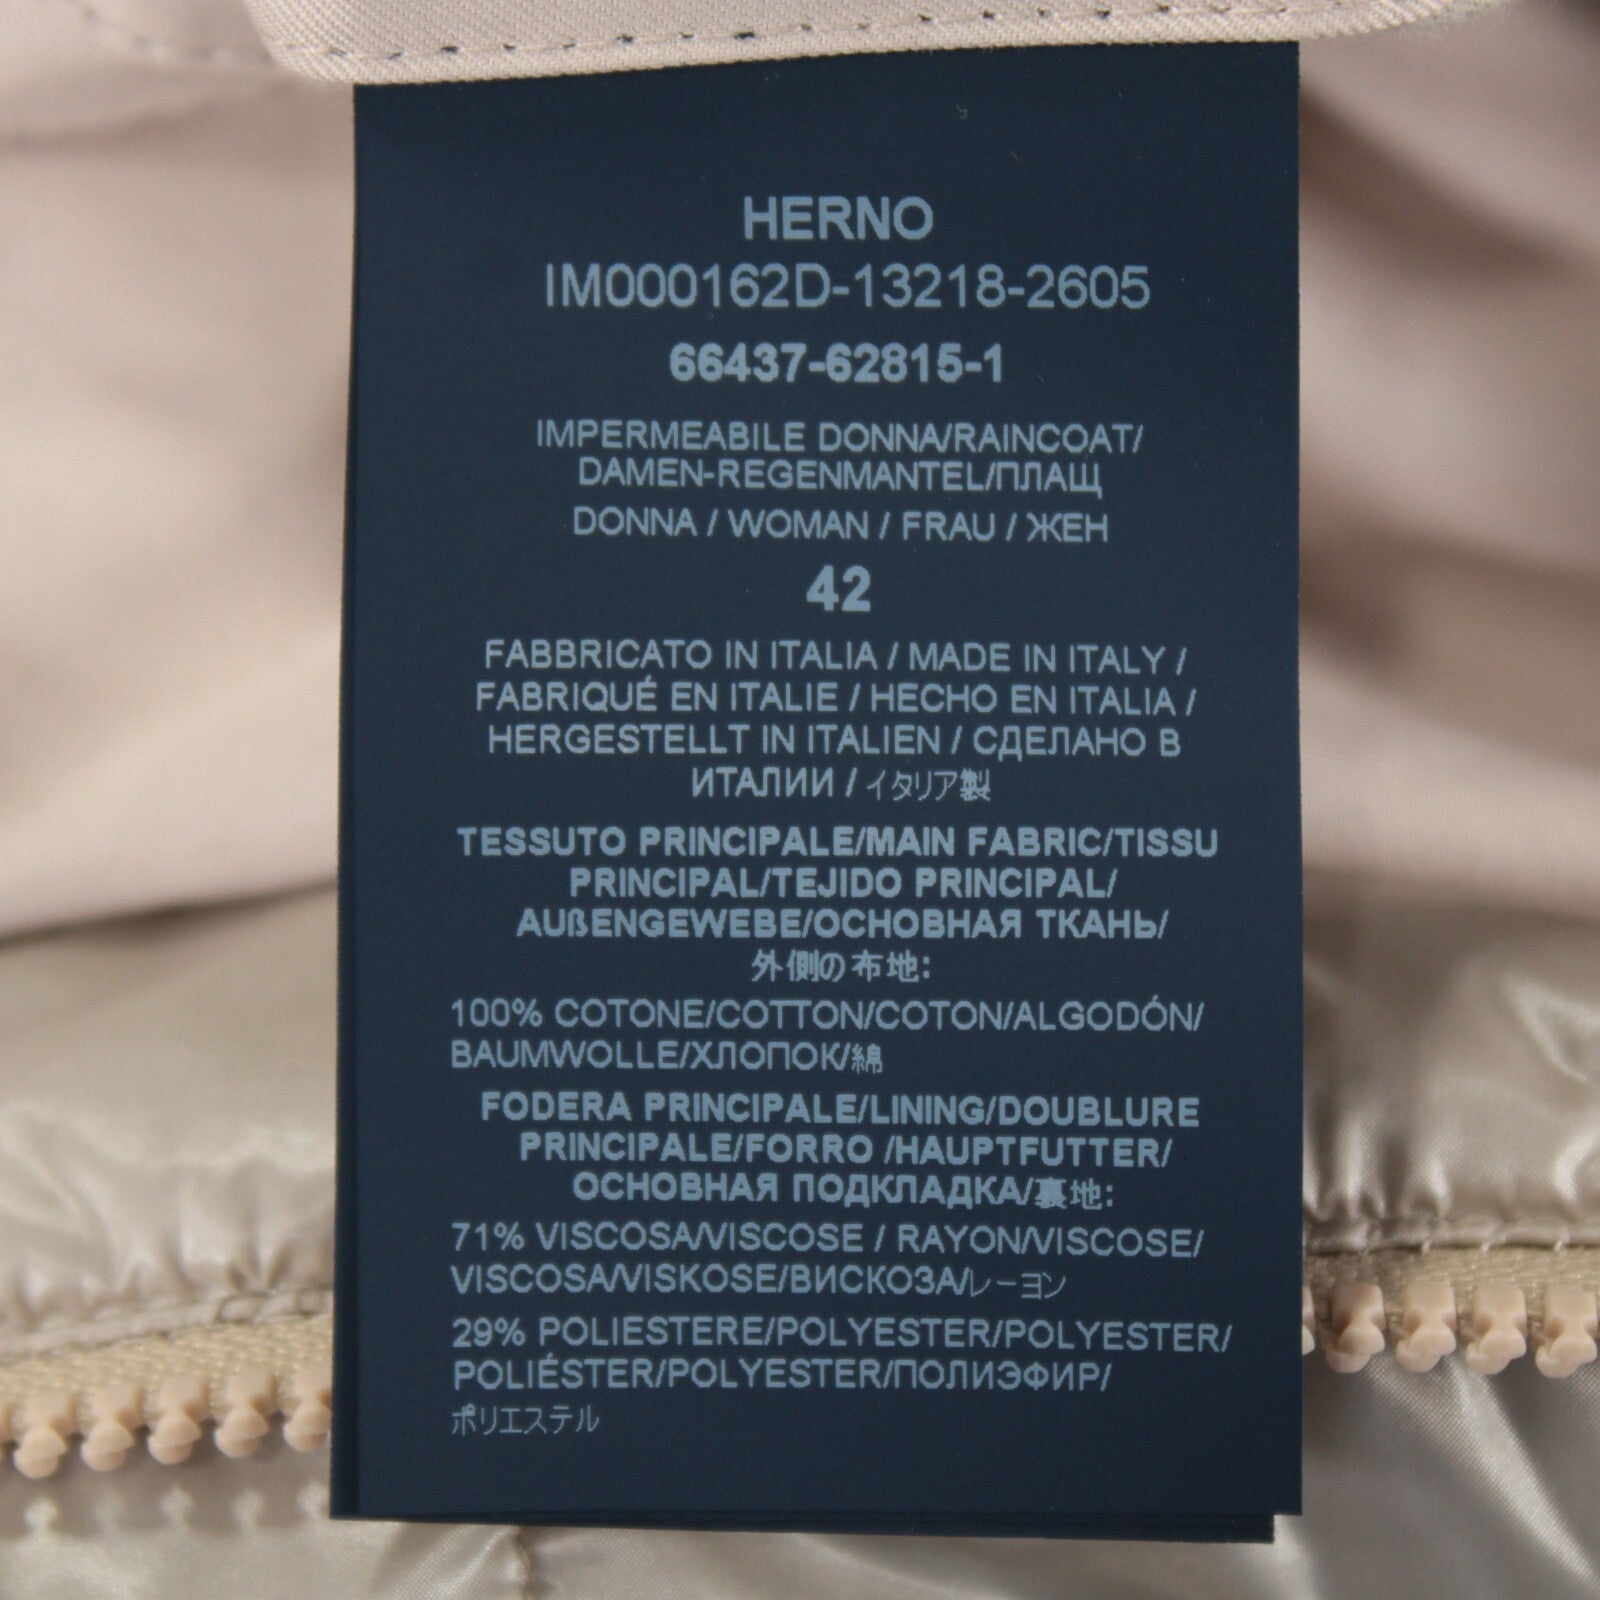 HERNO
IM000162D-13218-2605
66437-62815-1
IMPERMEABILE DONNA/RAINCOAT/
DAMEN-REGENMANTEL/ПЛАЩ
DONNA / WOMAN / FRAU / ЖЕН
42
FABBRICATO IN ITALIA / MADE IN ITALY /
FABRIQUÉ EN ITALIE / HECHO EN ITALIA /
HERGESTELLT IN ITALIEN / СДЕЛАНО В
ИТАЛИИ / イタリア製
TESSUTO PRINCIPALE/MAIN FABRIC/TISSU
PRINCIPAL/TEJIDO PRINCIPAL/
AUßENGEWEBE/ОСНОВНАЯ ТКАНЬ/
外側の布地:
100% COTONE/COTTON/COTON/ALGODÓN/
BAUMWOLLE/ХЛОПОК/綿
FODERA PRINCIPALE/LINING/DOUBLURE
PRINCIPALE/FORRO /HAUPTFUTTER/
ОСНОВНАЯ ПОДКЛАДКА/裏地:
71% VISCOSA/VISCOSE / RAYON/VISCOSE/
VISCOSA/VISKOSE/ВИСКОЗА/レーヨン
29% POLIESTERE/POLYESTER/POLYESTER/
POLIÉSTER/POLYESTER/ПОЛИЭФИР/
ポリエステル